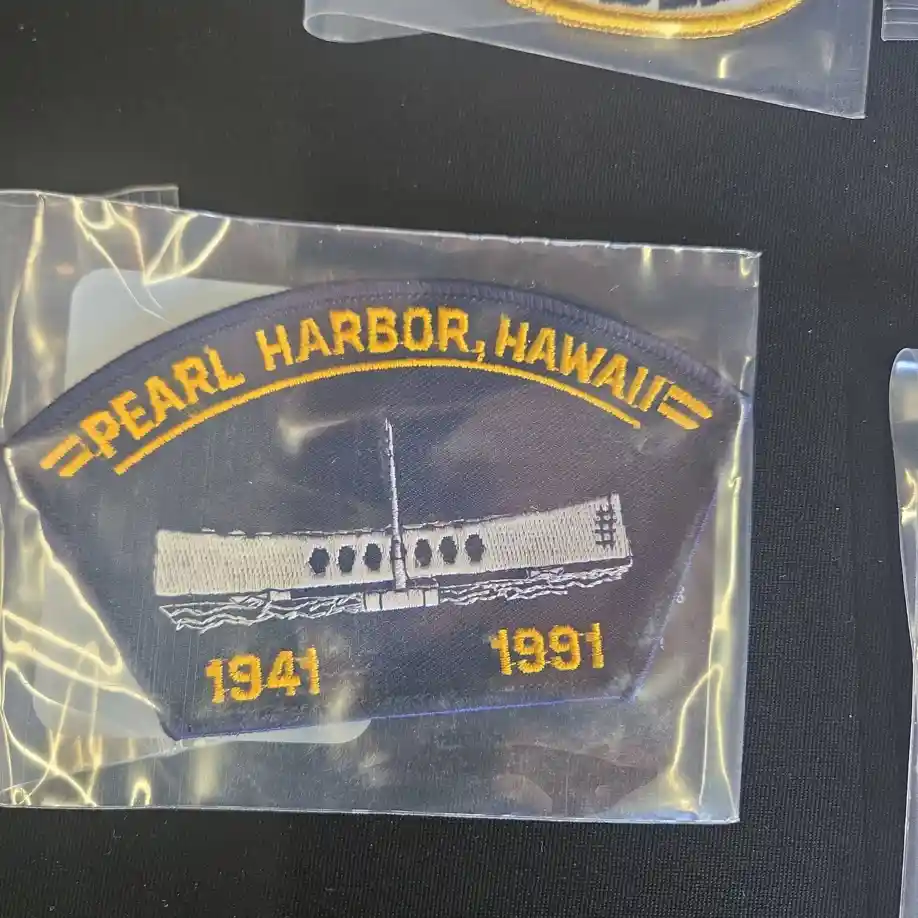 =PEARL HARBOR, HAWAII=
1941 1991